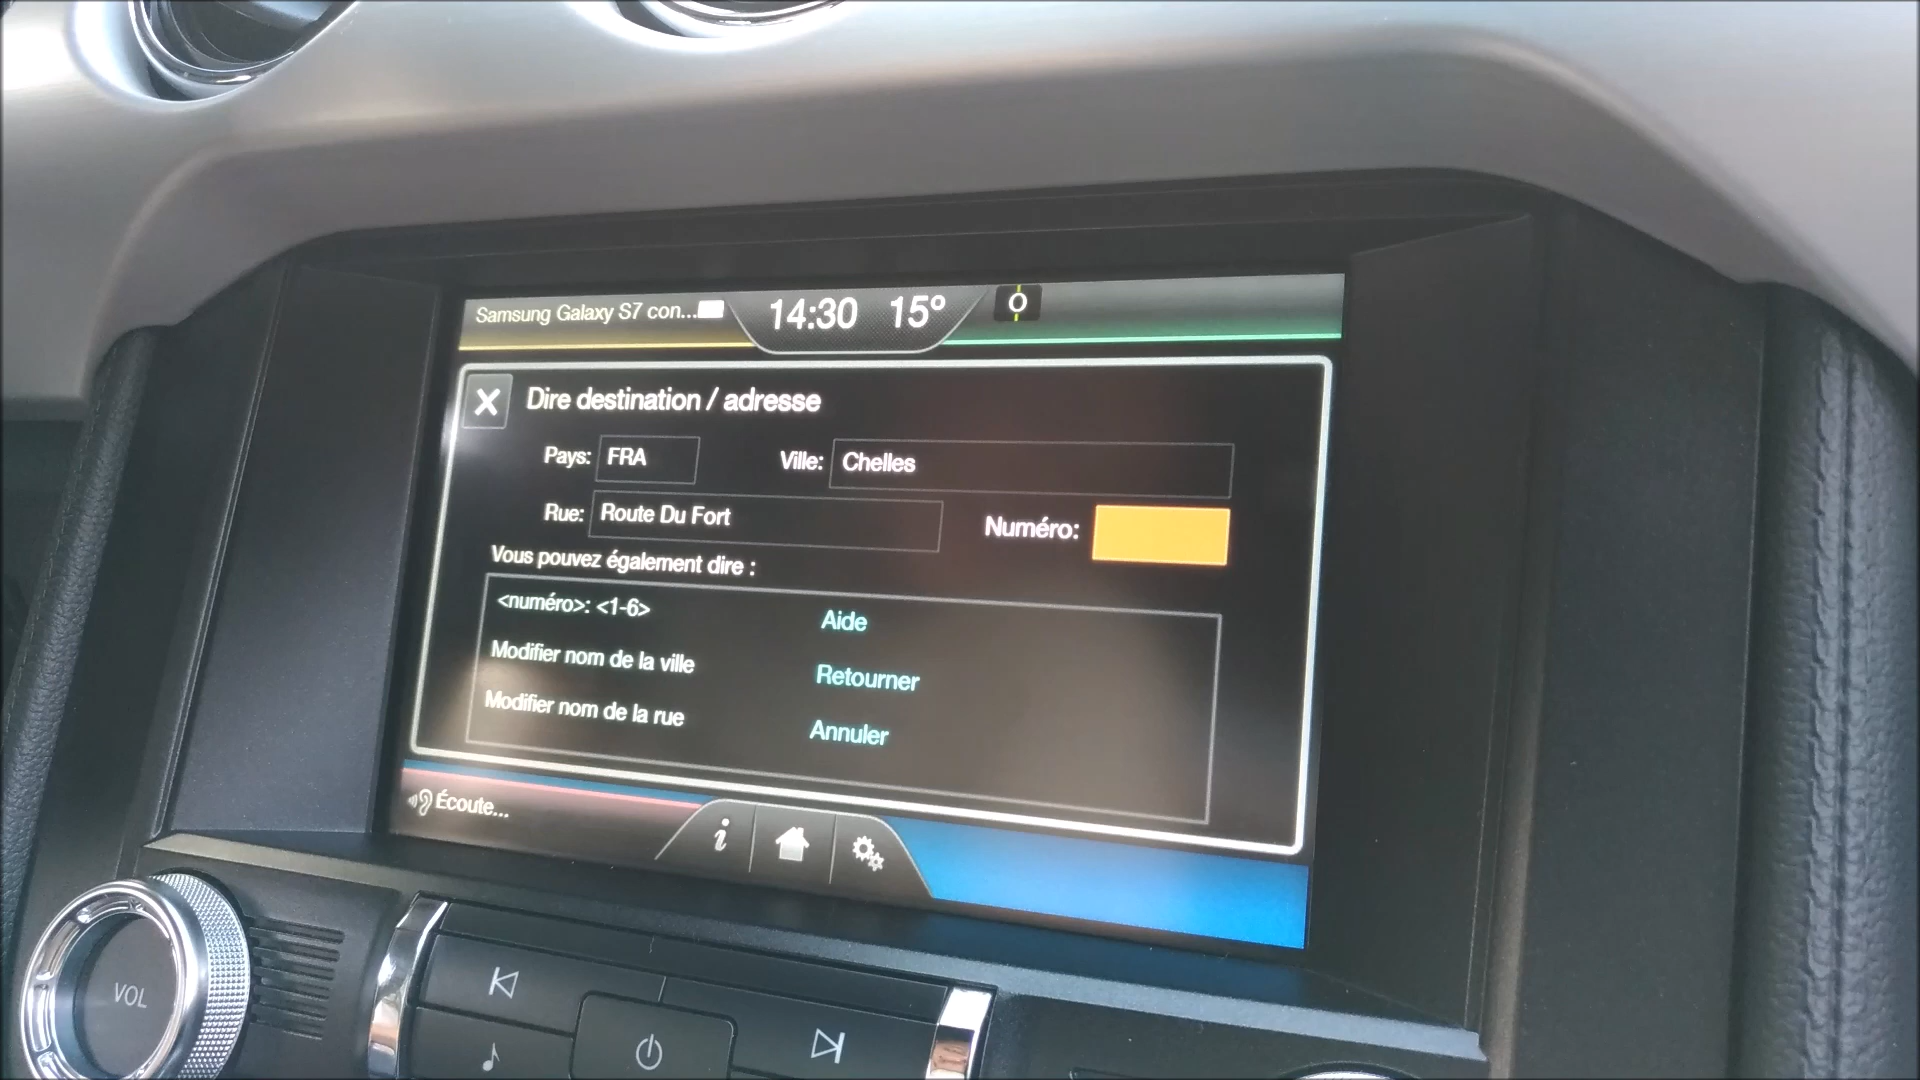 Samsung Galaxy S7 con...
14:30 15°
Dire destination / adresse
Pays: FRA Ville: Chelles
Rue: Route Du Fort Numéro:
Vous pouvez également dire :
<numéro>: <1-6> Aide
Modifier nom de la ville Retourner
Modifier nom de la rue Annuler
Écoute...
i
VOL